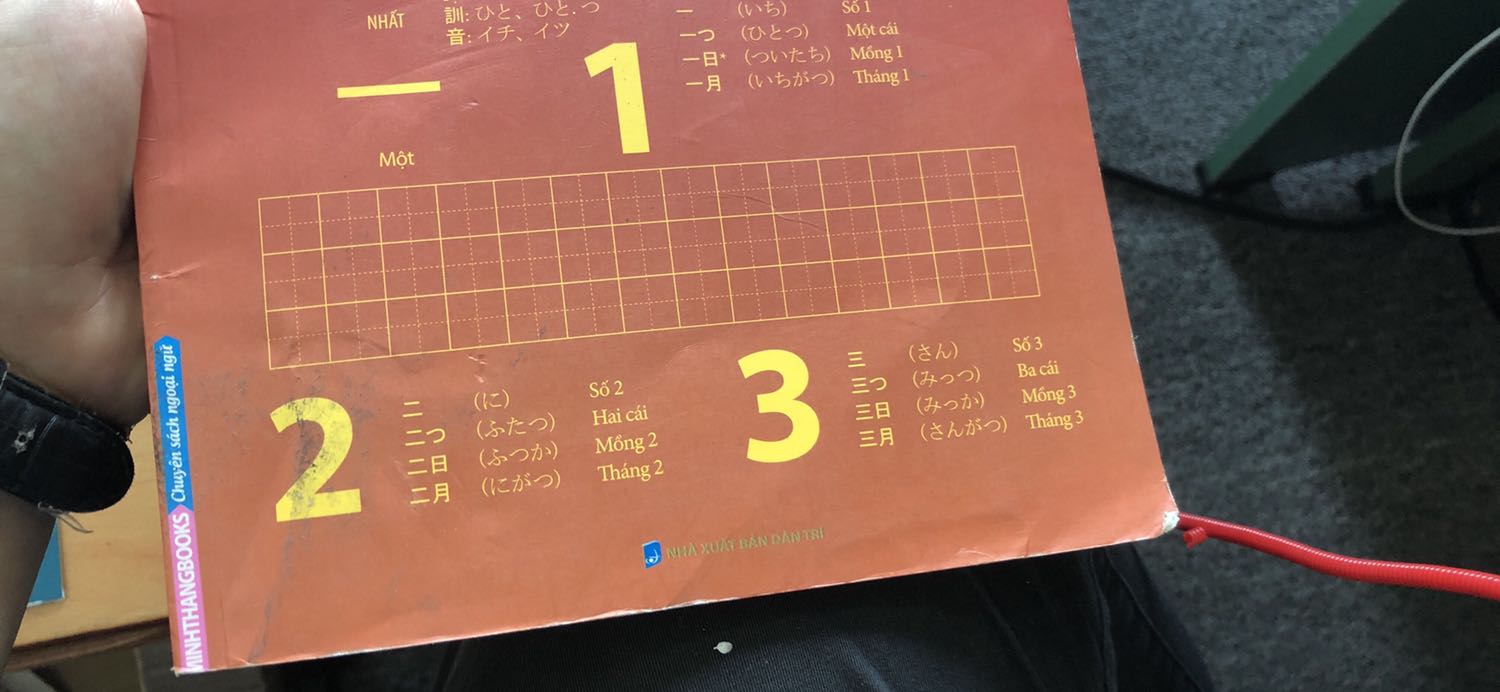 NHẤT
訓: ひと、ひと. つ
音: イチ、イツ
一
Một
1
一 (いち) Số 1
一つ (ひとつ) Một cái
一日* (ついたち) Mồng 1
一月 (いちがつ) Tháng 1
2
二 (に) Số 2
二つ (ふたつ) Hai cái
二日 (ふつか) Mồng 2
二月 (にがつ) Tháng 2
3
三 (さん) Số 3
三つ (みっつ) Ba cái
三日 (みっか) Mồng 3
三月 (さんがつ) Tháng 3
NHÀ XUẤT BẢN DÂN TRÍ
MINHTHANGBOOKS Chuyên sách ngoại ngữ